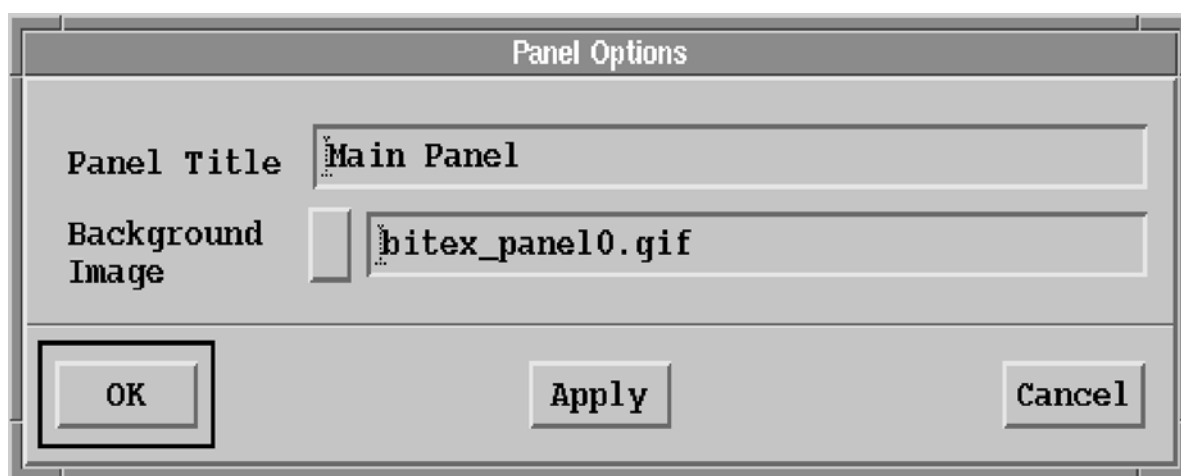 Panel Options
Panel Title
Main Panel
Background
Image
bitex_panel0.gif
OK
Apply
Cancel